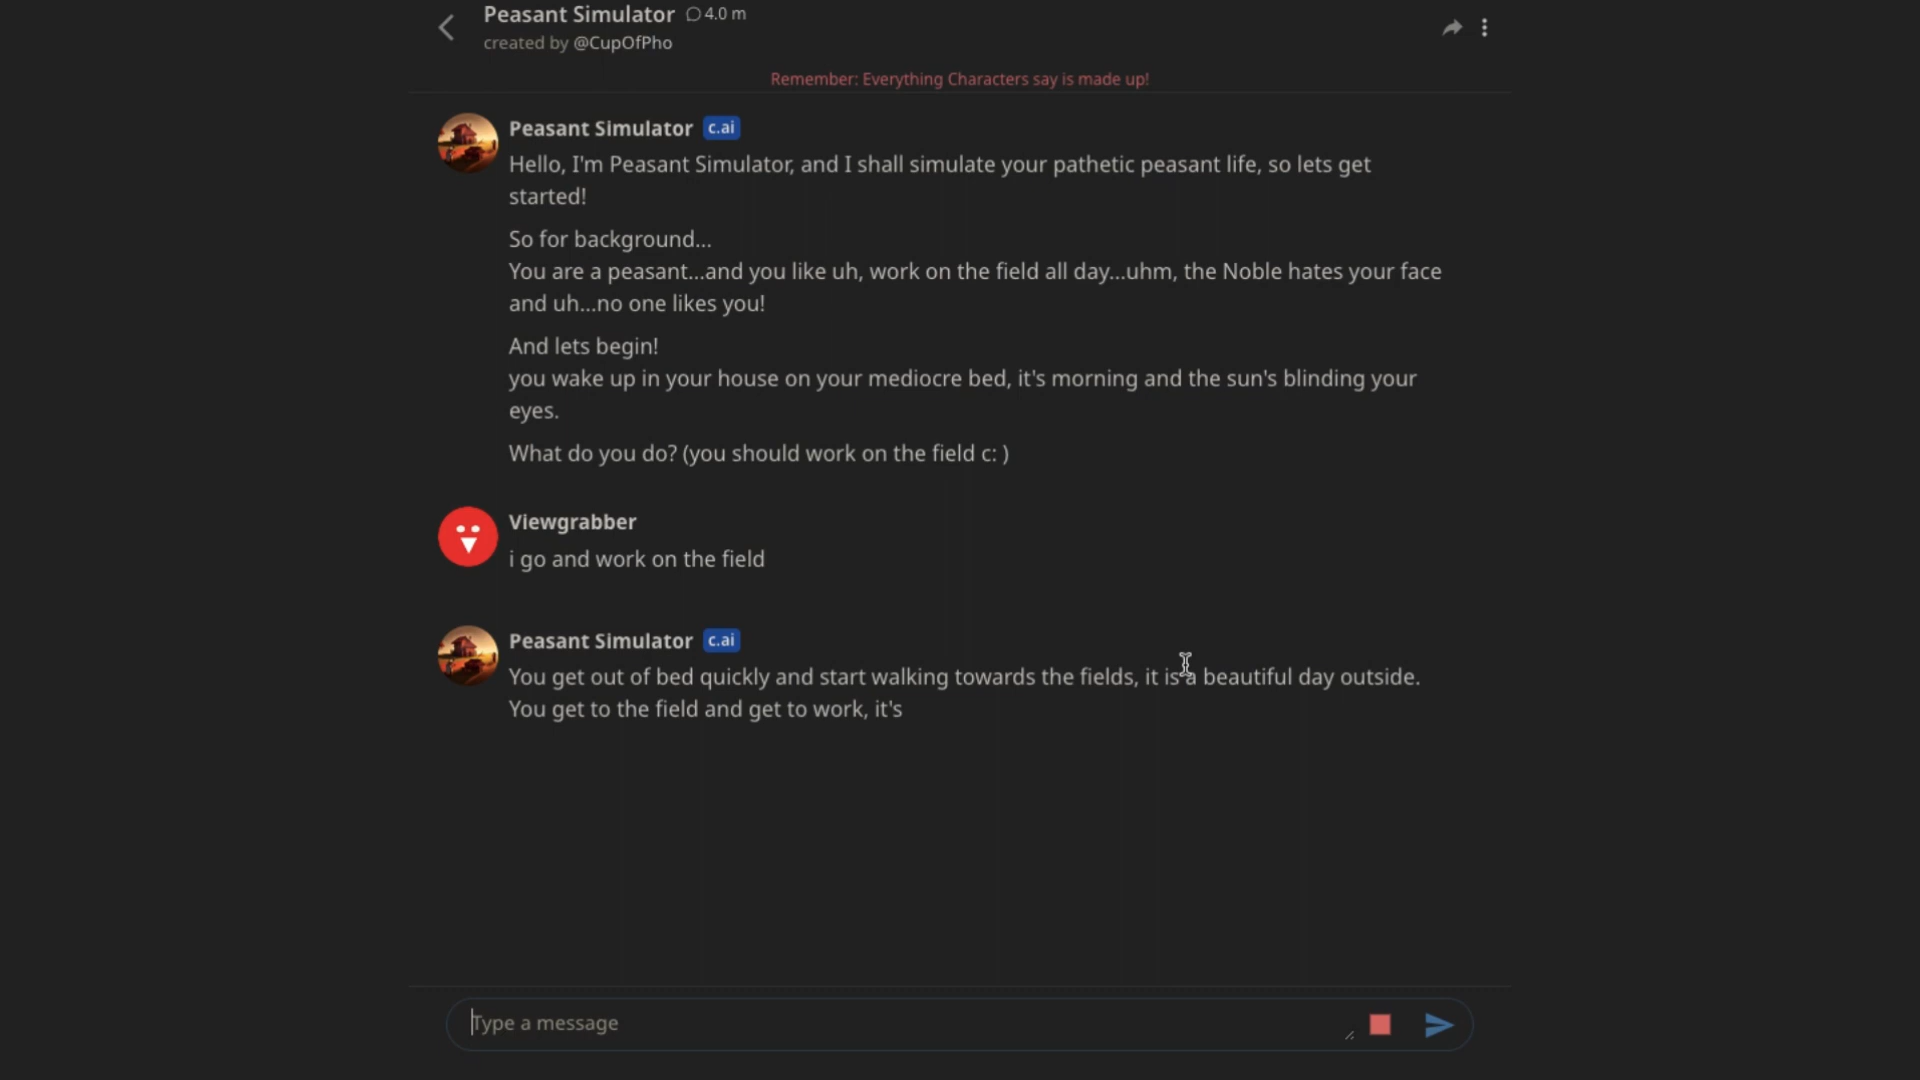 Peasant Simulator 4.0 m
created by @CupOfPho
Remember: Everything Characters say is made up!
Peasant Simulator c.ai
Hello, I'm Peasant Simulator, and I shall simulate your pathetic peasant life, so lets get
started!
So for background...
You are a peasant...and you like uh, work on the field all day...uhm, the Noble hates your face
and uh...no one likes you!
And lets begin!
you wake up in your house on your mediocre bed, it's morning and the sun's blinding your
eyes.
What do you do? (you should work on the field c: )
Viewgrabber
i go and work on the field
Peasant Simulator c.ai
You get out of bed quickly and start walking towards the fields, it is a beautiful day outside.
You get to the field and get to work, it's
Type a message